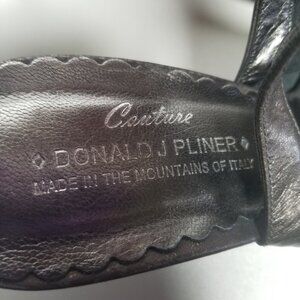 Couture
◇ DONALD J PLINER ◇
MADE IN THE MOUNTAINS OF ITALY